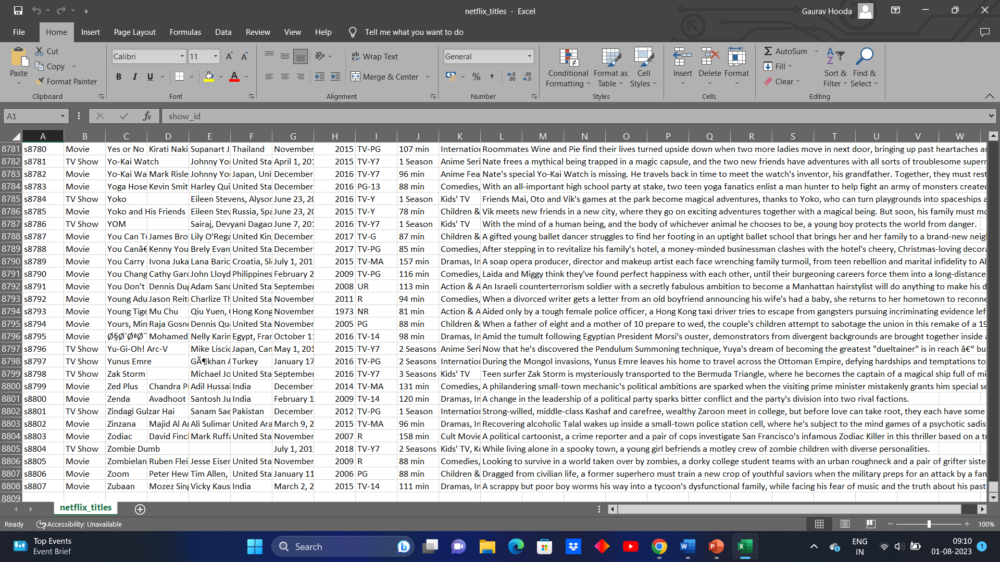 netflix_titles - Excel
Gaurav Hooda
File Home Insert Page Layout Formulas Data Review View Help Tell me what you want to do
Paste
Cut
Copy
Format Painter
Clipboard
Calibri 11
B I U
Font
Wrap Text
Merge & Center
Alignment
General
Number
Conditional Formatting
Format as Table
Cell Styles
Styles
Insert Delete Format
Cells
AutoSum
Fill
Clear
Sort & Filter
Find & Select
Editing
A1 fx show_id
A B C D E F G H I J K L M N O P Q R S T U V W
8781 s8780 Movie Yes or No Kirati Naki Supanart J Thailand November 2015 TV-PG 107 min Internatio Roommates Wine and Pie find their lives turned upside down when two more ladies move in next door, bringing up past heartaches a
8782 s8781 TV Show Yo-Kai Watch Johnny Yo United Sta April 1, 201 2015 TV-Y7 1 Season Anime Seri Nate frees a mythical being trapped in a magic capsule, and the two new friends have adventures with all sorts of troublesome supern
8783 s8782 Movie Yo-Kai Wa Mark Risle Johnny Yo Japan, Uni December 2016 TV-Y7 96 min Anime Fea Nate's special Yo-Kai Watch is missing. He travels back in time to meet the watch's inventor, his grandfather. Together, they must rest
8784 s8783 Movie Yoga Hose Kevin Smit Harley Qui United Sta December 2016 PG-13 88 min Comedies, With an all-important high school party at stake, two teen yoga fanatics enlist a man hunter to help fight an army of monsters created
8785 s8784 TV Show Yoko Eileen Stevens, Alyson June 23, 20 2016 TV-Y 1 Season Kids' TV Friends Mai, Oto and Vik's games at the park become magical adventures, thanks to Yoko, who can turn playgrounds into spaceships a
8786 s8785 Movie Yoko and His Friends Eileen Stev Russia, Spa June 23, 20 2015 TV-Y 78 min Children & Vik meets new friends in a new city, where they go on exciting adventures together with a magical being. But soon, his family must mo
8787 s8786 TV Show YOM Sairaj, Devyani Dagao June 7, 201 2016 TV-Y7 1 Season Kids' TV With the mind of a human being, and the body of whichever animal he chooses to be, a young boy protects the world from danger.
8788 s8787 Movie You Can Tu James Bro Lily O'Rega United Kin December 2017 TV-G 87 min Children & A gifted young ballet dancer struggles to find her footing in an uptight ballet school that brings her and her family to a brand-new neig
8789 s8788 Movie You Canâ€ Kenny You Brely Evan United Sta December 2017 TV-PG 85 min Comedies, After stepping in to revitalize his family's hotel, a money-minded businessman clashes with the hotel's cheery, Christmas-loving decora
8790 s8789 Movie You Carry Ivona Juka Lana Baric Croatia, Sl July 1, 201 2015 TV-MA 157 min Dramas, In A soap opera producer, director and makeup artist each face wrenching family turmoil, from teen rebellion and marital infidelity to Al
8791 s8790 Movie You Chang Cathy Garc John Lloyd Philippines February 2 2009 TV-PG 116 min Comedies, Laida and Miggy think they've found perfect happiness with each other, until their burgeoning careers force them into a long-distance
8792 s8791 Movie You Don't Dennis Dug Adam Sand United Sta September 2008 UR 113 min Action & A An Israeli counterterrorism soldier with a secretly fabulous ambition to become a Manhattan hairstylist will do anything to make his d
8793 s8792 Movie Young Adu Jason Reit Charlize Th United Sta November 2011 R 94 min Comedies, When a divorced writer gets a letter from an old boyfriend announcing his wife's had a baby, she returns to her hometown to reconne
8794 s8793 Movie Young Tige Mu Chu Qiu Yuen, Hong Kong November 1973 NR 81 min Action & A Aided only by a tough female police officer, a Hong Kong taxi driver tries to escape from gangsters pursuing incriminating evidence lef
8795 s8794 Movie Yours, Min Raja Gosne Dennis Qua United Sta November 2005 PG 88 min Children & When a father of eight and a mother of 10 prepare to wed, the couple's children attempt to sabotage the union in this remake of a 19
8796 s8795 Movie Ø§Ø´ØªØ¨ Mohamed Nelly Karin Egypt, Fran October 11 2016 TV-14 98 min Dramas, In Amid the tumult following Egyptian President Morsi's ouster, demonstrators from divergent backgrounds are brought together inside a
8797 s8796 TV Show Yu-Gi-Oh! Arc-V Mike Liscio Japan, Can May 1, 201 2015 TV-Y7 2 Seasons Anime Seri Now that he's discovered the Pendulum Summoning technique, Yuya's dream of becoming the greatest "dueltainer" is in reach â€“ bu
8798 s8797 TV Show Yunus Emre GÃ¶khan A Turkey January 17 2016 TV-PG 2 Seasons Internatio During the Mongol invasions, Yunus Emre leaves his home to travel across the Ottoman Empire, defying hardships and temptations to
8799 s8798 TV Show Zak Storm Michael Jo United Sta September 2016 TV-Y7 3 Seasons Kids' TV Teen surfer Zak Storm is mysteriously transported to the Bermuda Triangle, where he becomes the captain of a magical ship full of mi
8800 s8799 Movie Zed Plus Chandra P Adil Hussai India December 2014 TV-MA 131 min Comedies, A philandering small-town mechanic's political ambitions are sparked when the visiting prime minister mistakenly grants him special se
8801 s8800 Movie Zenda Avadhoot Santosh Ju India February 1 2009 TV-14 120 min Dramas, In A change in the leadership of a political party sparks bitter conflict and the party's division into two rival factions.
8802 s8801 TV Show Zindagi Gulzar Hai Sanam Sae Pakistan December 2012 TV-PG 1 Season Internatio Strong-willed, middle-class Kashaf and carefree, wealthy Zaroon meet in college, but before love can take root, they each have some
8803 s8802 Movie Zinzana Majid Al A Ali Suliman United Ara March 9, 2 2015 TV-MA 96 min Dramas, In Recovering alcoholic Talal wakes up inside a small-town police station cell, where he's subject to the mind games of a psychotic sadis
8804 s8803 Movie Zodiac David Finc Mark Ruffa United Sta November 2007 R 158 min Cult Movie A political cartoonist, a crime reporter and a pair of cops investigate San Francisco's infamous Zodiac Killer in this thriller based on a tr
8805 s8804 TV Show Zombie Dumb July 1, 201 2018 TV-Y7 2 Seasons Kids' TV, K While living alone in a spooky town, a young girl befriends a motley crew of zombie children with diverse personalities.
8806 s8805 Movie Zombielan Ruben Flei Jesse Eisen United Sta November 2009 R 88 min Comedies, Looking to survive in a world taken over by zombies, a dorky college student teams with an urban roughneck and a pair of grifter siste
8807 s8806 Movie Zoom Peter Hew Tim Allen, United Sta January 11 2006 PG 88 min Children & Dragged from civilian life, a former superhero must train a new crop of youthful saviors when the military preps for an attack by a fam
8808 s8807 Movie Zubaan Mozez Sing Vicky Kaus India March 2, 2 2015 TV-14 111 min Dramas, In A scrappy but poor boy worms his way into a tycoon's dysfunctional family, while facing his fear of music and the truth about his past
8809
netflix_titles
Ready Accessibility: Unavailable 100%
Top Events
Event Brief
Search
ENG
IN
09:10
01-08-2023
1